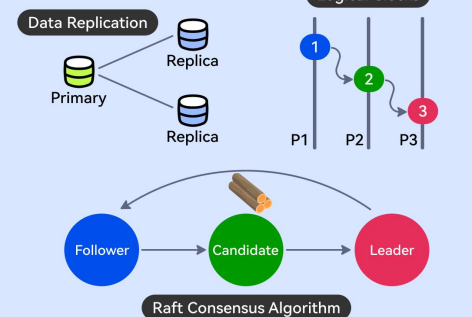 Data Replication
Primary
Replica
Replica
1
2
3
P1
P2
P3
Follower
Candidate
Leader
Raft Consensus Algorithm